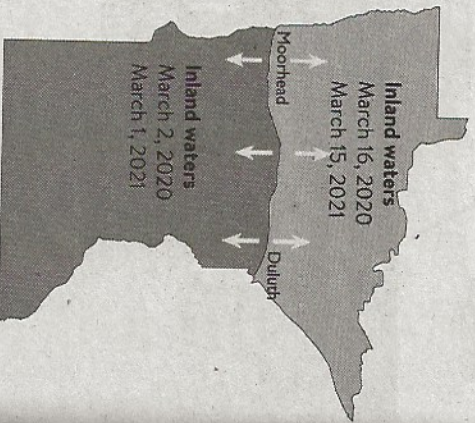 Inland waters
March 16, 2020
March 15, 2021
Moorhead
Duluth
Inland waters
March 2, 2020
March 1, 2021